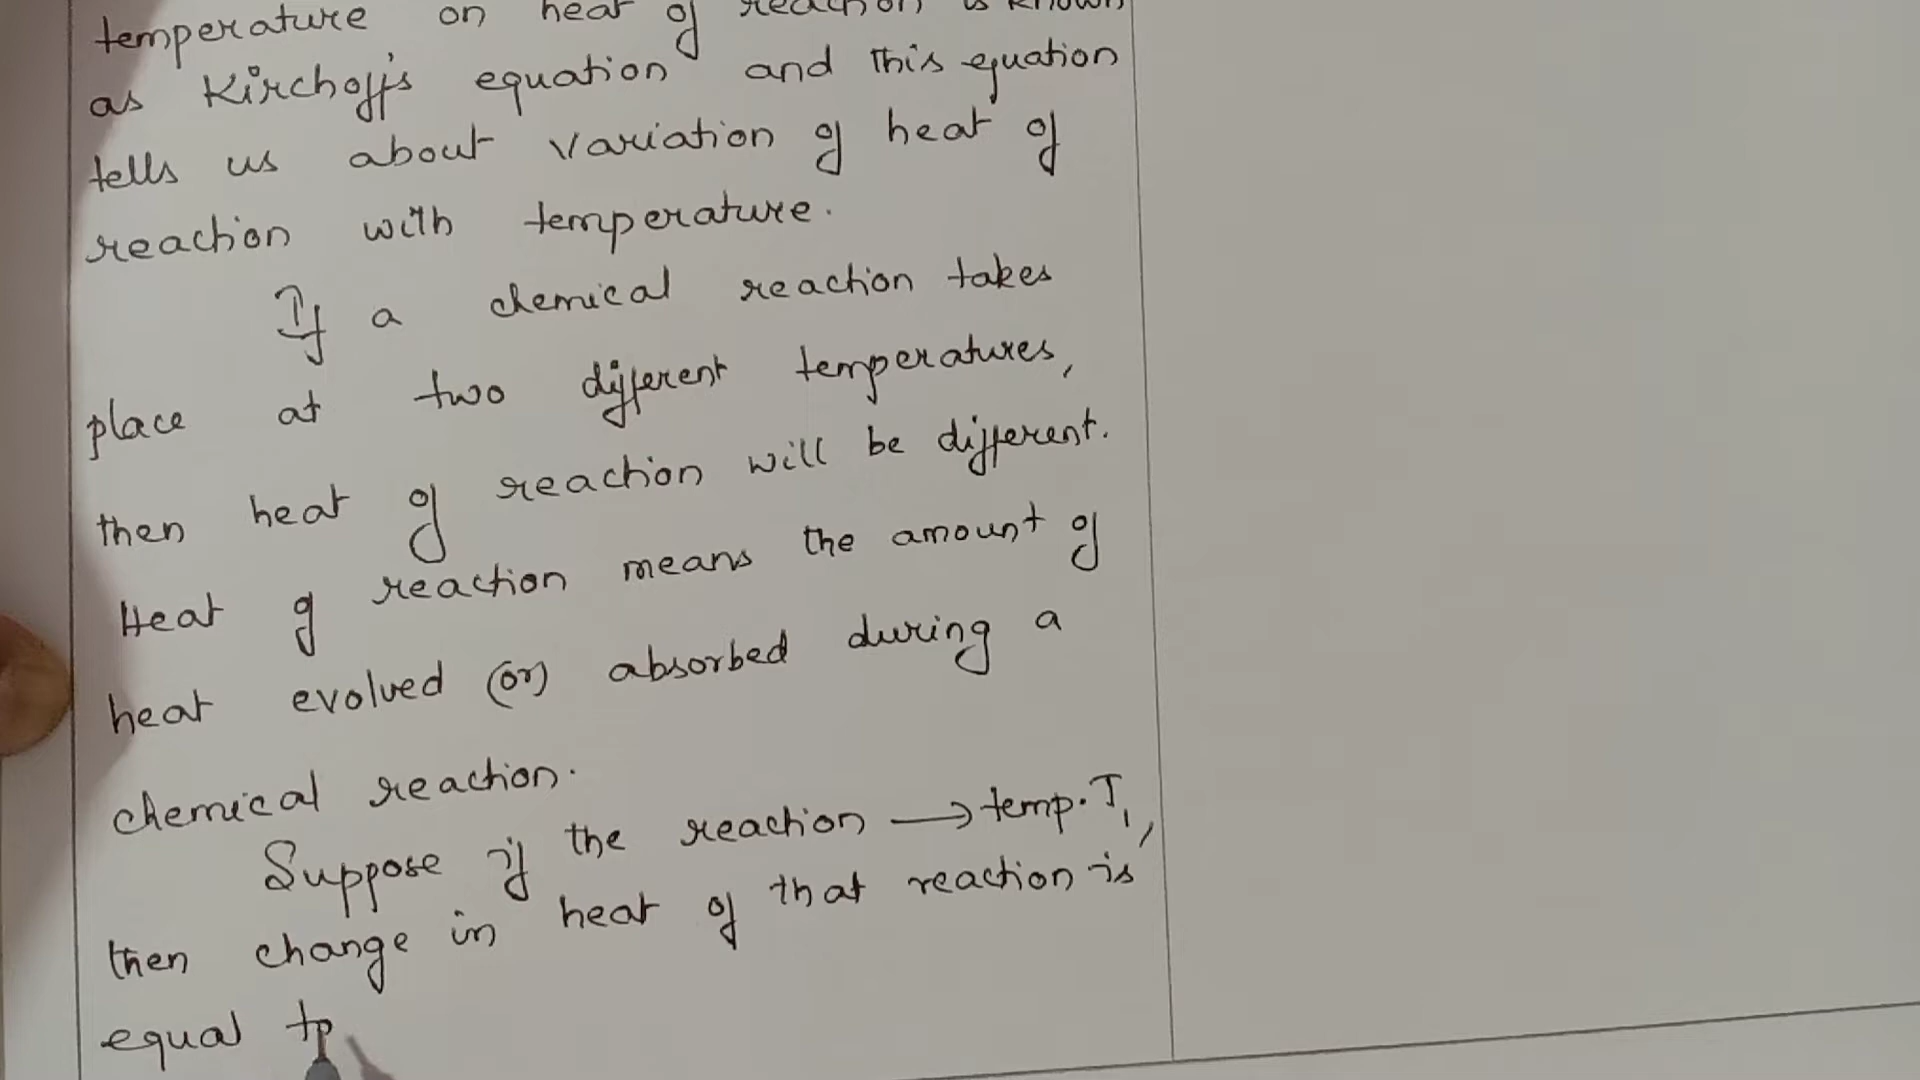 temperature on heat of reaction is known
as Kirchoff's equation and this equation
tells us about variation of heat of
reaction with temperature.
If a chemical reaction takes
place at two different temperatures,
then heat of reaction will be different.
Heat of reaction means the amount of
heat evolved (or) absorbed during a
chemical reaction.
Suppose if the reaction → temp. T₁,
then change in heat of that reaction is
equal to